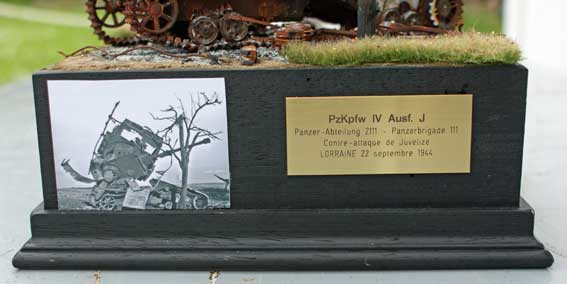 PzKpfw IV Ausf. J
Panzer-Abteilung 2111 - Panzerbrigade 111
Contre-attaque de Juvelize
LORRAINE 22 septembre 1944